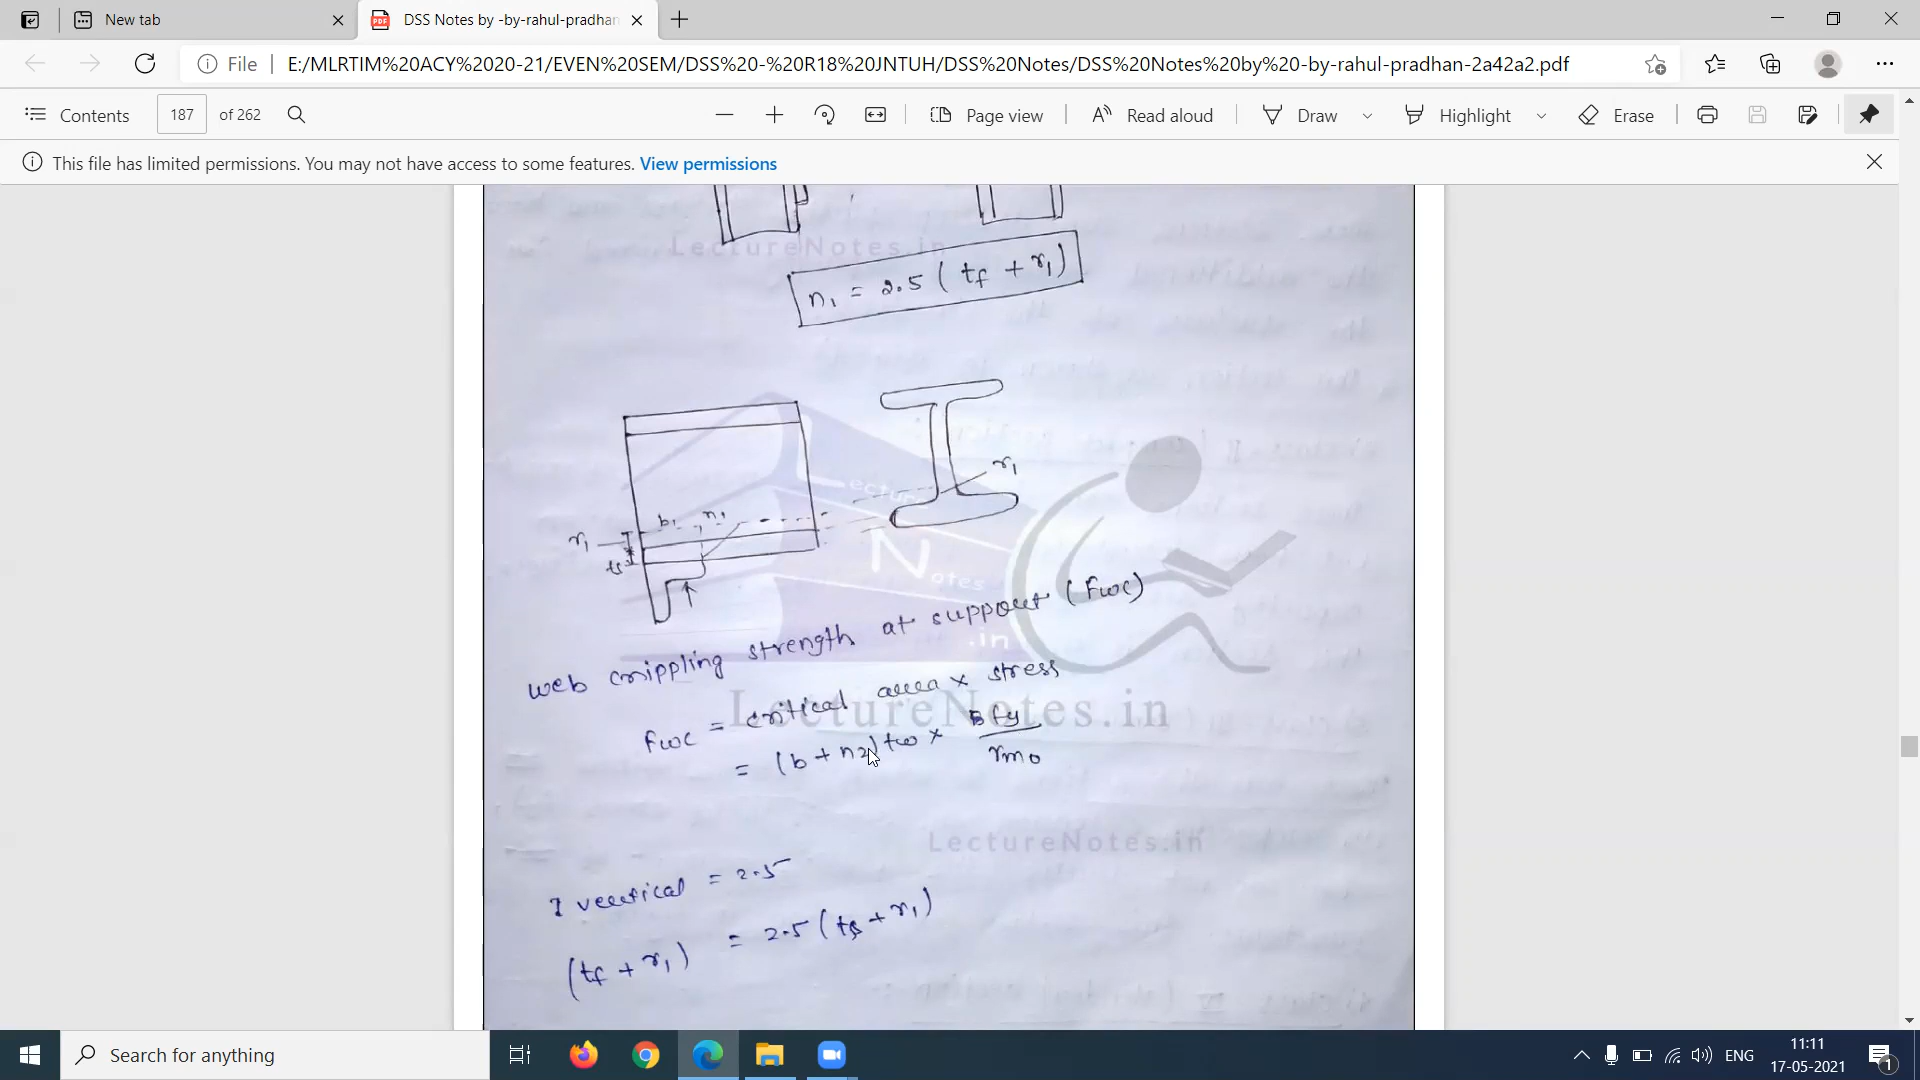 New tab
DSS Notes by -by-rahul-pradhan
File
E:/MLRTIM%20ACY%2020-21/EVEN%20SEM/DSS%20-%20R18%20JNTUH/DSS%20Notes/DSS%20Notes%20by%20-by-rahul-pradhan-2a42a2.pdf
Contents
187
of 262
Page view
Read aloud
Draw
Highlight
Erase
This file has limited permissions. You may not have access to some features. View permissions
LectureNotes.in
n₁ = 2.5 ( tf + r₁ )
r₁
b₁ n₁
r₁
tf
web crippling strength at support (Fwc)
Fwc = critical area x stress
= (b + n2) tw x fy / γm0
LectureNotes.in
LectureNotes.in
vertical = 2.5
(tf + r₁) = 2.5 (tf + r₁)
Search for anything
ENG
11:11
17-05-2021
1